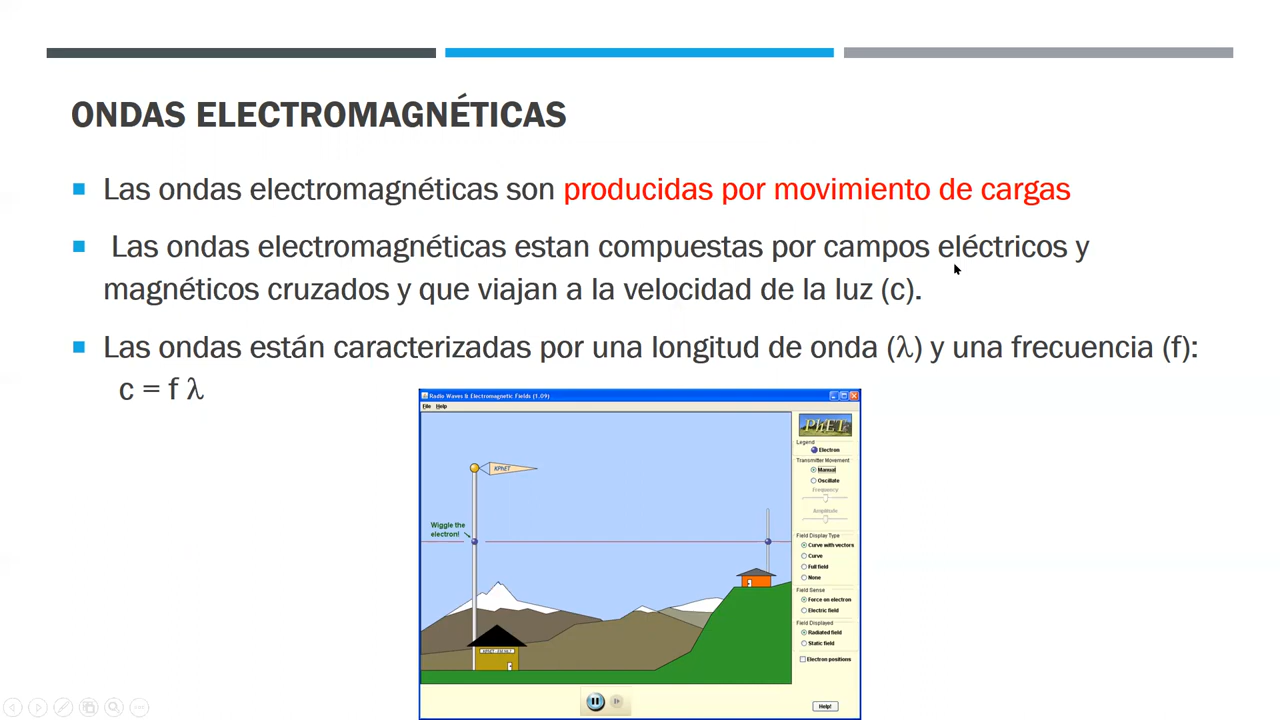 ONDAS ELECTROMAGNÉTICAS
Las ondas electromagnéticas son producidas por movimiento de cargas
Las ondas electromagnéticas estan compuestas por campos eléctricos y
magnéticos cruzados y que viajan a la velocidad de la luz (c).
Las ondas están caracterizadas por una longitud de onda (λ) y una frecuencia (f):
c = f λ
Radio Waves & Electromagnetic Fields (1.09)
File Help
PhET
Legend
Electron
Transmitter Movement
Manual
Oscillate
Frequency
Amplitude
KPhET
Wiggle the
electron!
Field Display Type
Curve with vectors
Curve
Full field
None
Field Sense
Force on electron
Electric field
Field Displayed
Radiated field
Static field
Electron positions
Help!